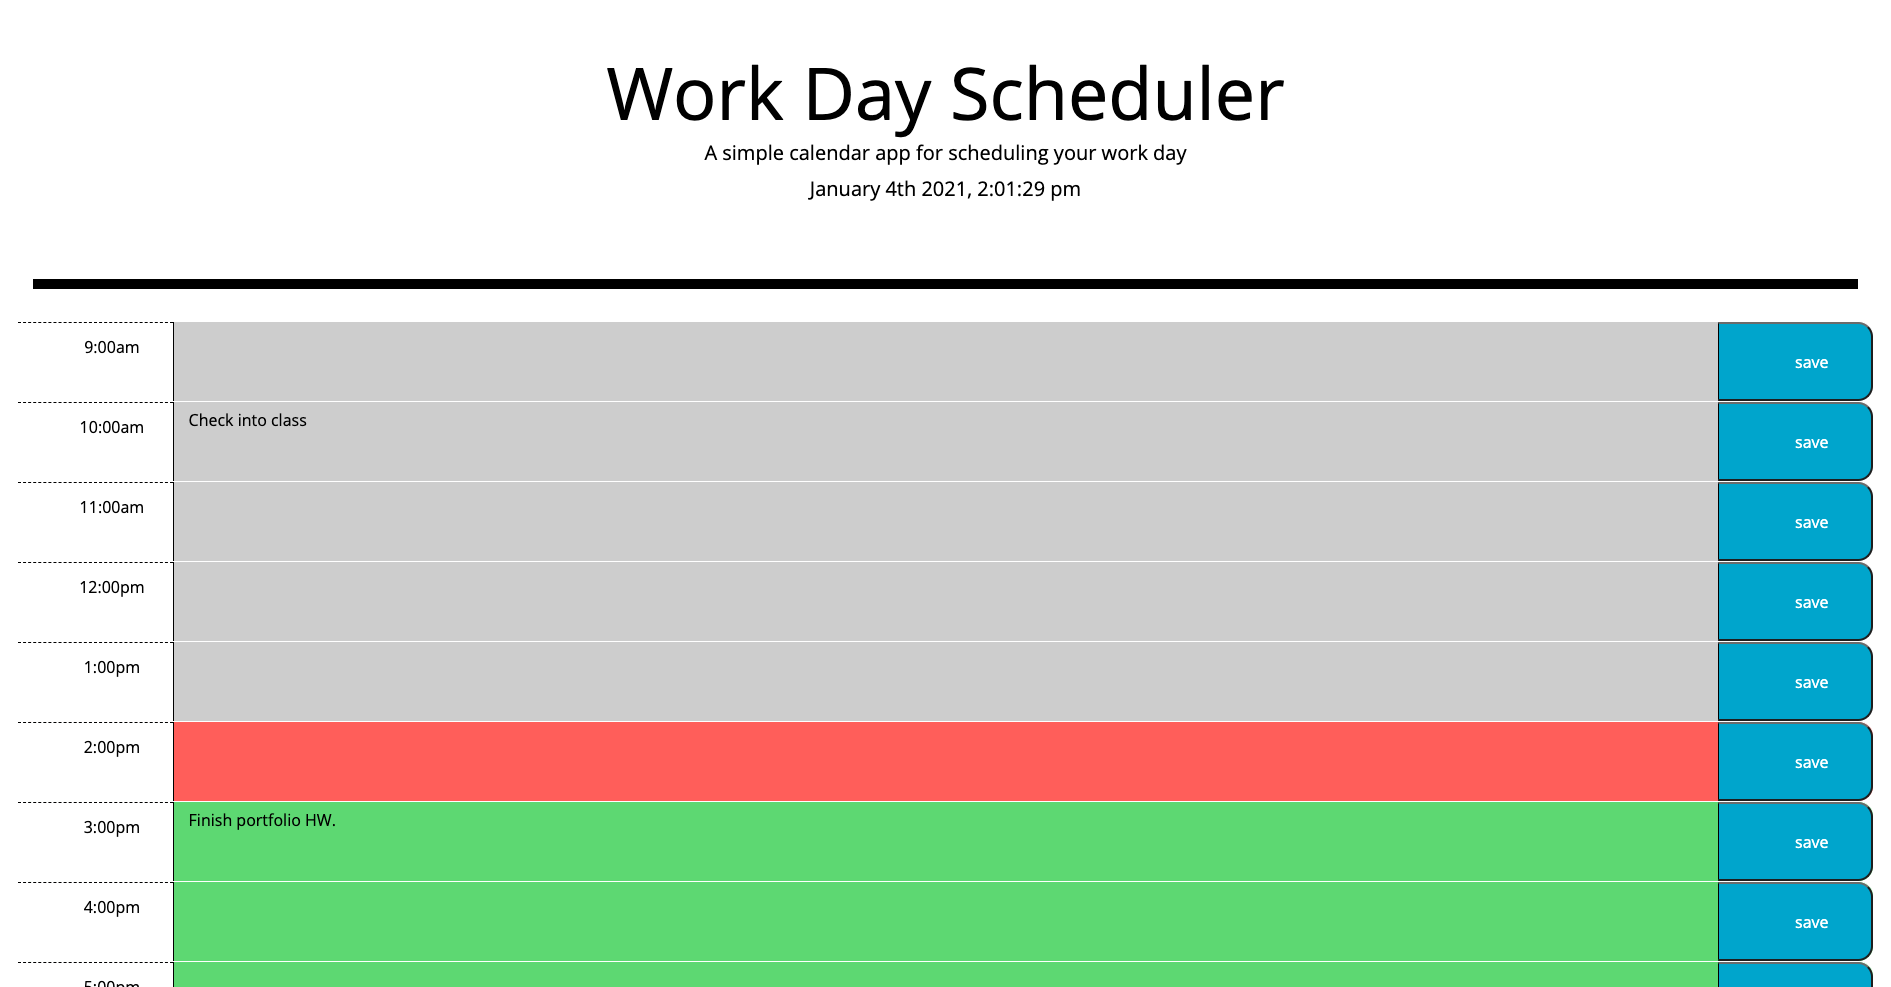 Work Day Scheduler
A simple calendar app for scheduling your work day
January 4th 2021, 2:01:29 pm
9:00am
save
10:00am Check into class
save
11:00am
save
12:00pm
save
1:00pm
save
2:00pm
save
3:00pm Finish portfolio HW.
save
4:00pm
save
5:00pm